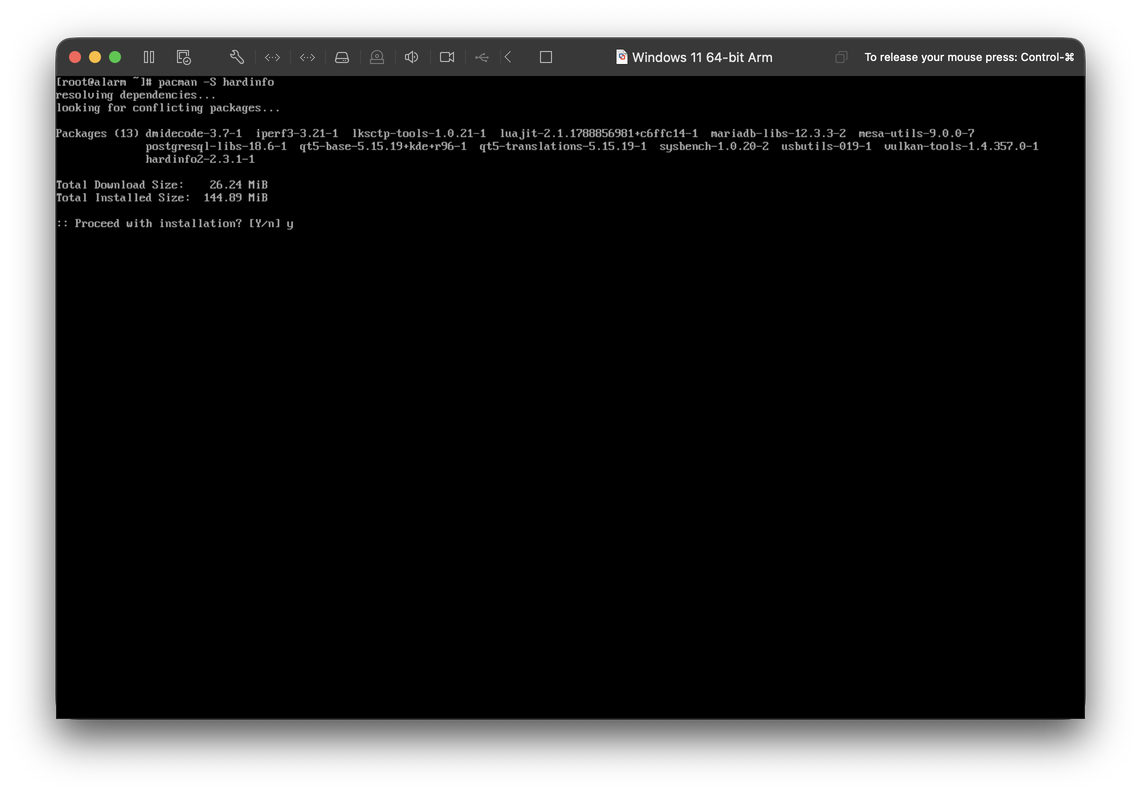 Windows 11 64-bit Arm
To release your mouse press: Control-⌘
[root@alarm ~]# pacman -S hardinfo
resolving dependencies...
looking for conflicting packages...
Packages (13) dmidecode-3.7-1  iperf3-3.21-1  lksctp-tools-1.0.21-1  luajit-2.1.1788856981+c6ffc14-1  mariadb-libs-12.3.3-2  mesa-utils-9.0.0-7
postgresql-libs-18.6-1  qt5-base-5.15.19+kde+r96-1  qt5-translations-5.15.19-1  sysbench-1.0.20-2  usbutils-019-1  vulkan-tools-1.4.357.0-1
hardinfo2-2.3.1-1
Total Download Size:    26.24 MiB
Total Installed Size:  144.89 MiB
:: Proceed with installation? [Y/n] y